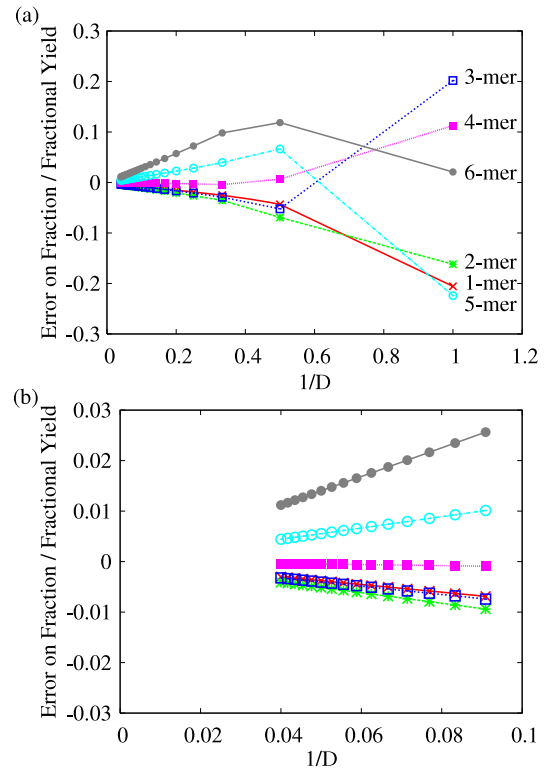 (a)
Error on Fraction / Fractional Yield
0.3
0.2
0.1
0
-0.1
-0.2
-0.3
3-mer
4-mer
6-mer
2-mer
1-mer
5-mer
0 0.2 0.4 0.6 0.8 1 1.2
1/D
(b)
Error on Fraction / Fractional Yield
0.03
0.02
0.01
0
-0.01
-0.02
-0.03
0 0.02 0.04 0.06 0.08 0.1
1/D